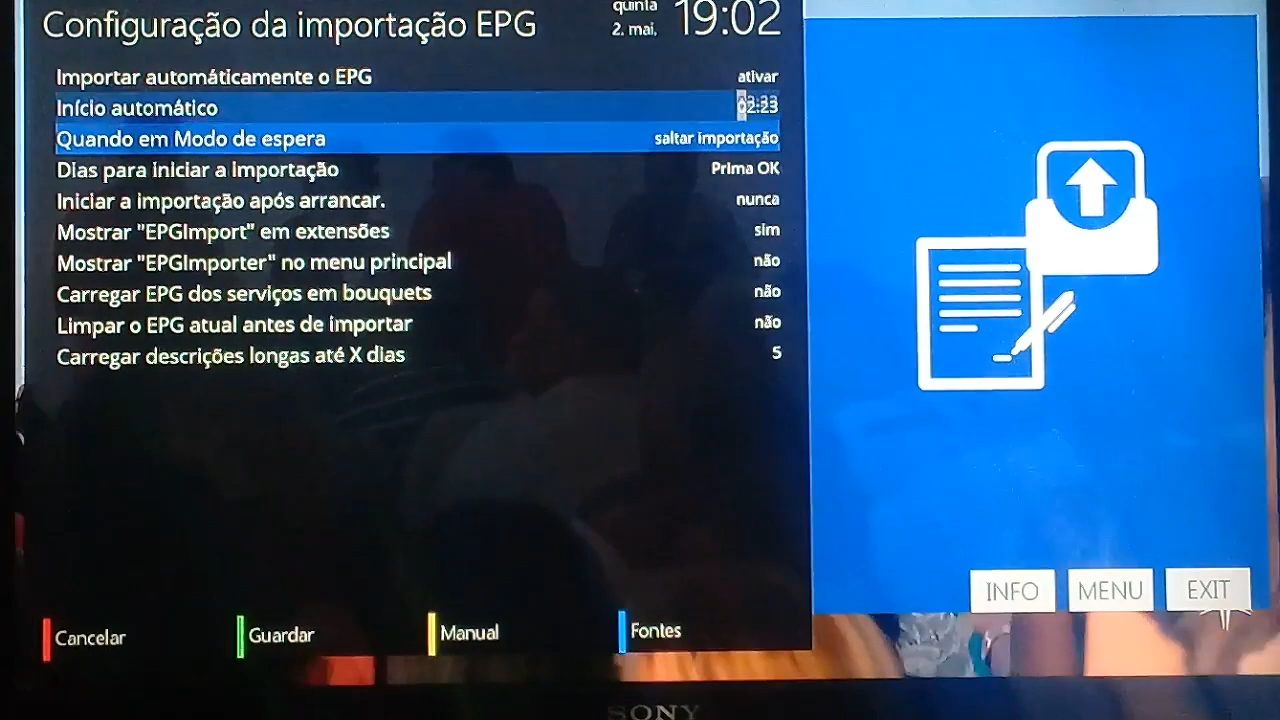 Configuração da importação EPG
quinta
2. mai, 19:02
Importar automáticamente o EPG ativar
Início automático
Quando em Modo de espera saltar importação
Dias para iniciar a importação Prima OK
Iniciar a importação após arrancar. nunca
Mostrar "EPGImport" em extensões sim
Mostrar "EPGImporter" no menu principal não
Carregar EPG dos serviços em bouquets não
Limpar o EPG atual antes de importar não
Carregar descrições longas até X dias 5
INFO MENU EXIT
Cancelar Guardar Manual Fontes
SONY